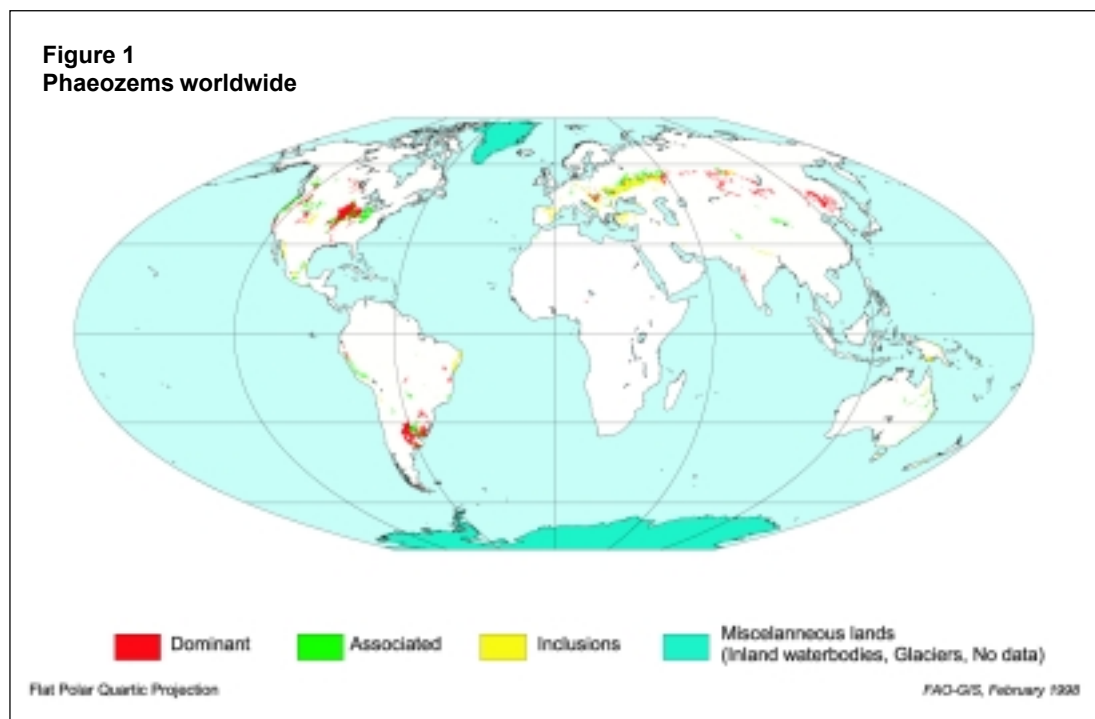 Figure 1
Phaeozems worldwide
Dominant
Associated
Inclusions
Miscelanneous lands
(Inland waterbodies, Glaciers, No data)
Flat Polar Quartic Projection
FAO-GIS, February 1998